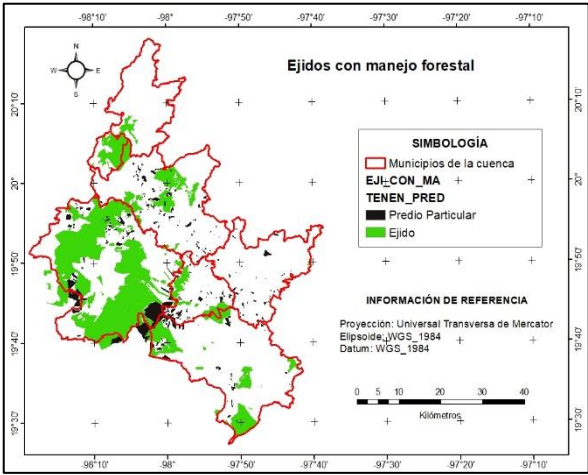 -98°10' -98° -97°50' -97°40' -97°30' -97°20' -97°10'
N
W E
S
Ejidos con manejo forestal
20°10'
20°
19°50'
19°40'
19°30'
20°10'
20°
19°50'
19°40'
19°30'
SIMBOLOGÍA
Municipios de la cuenca
EJI_CON_MA
TENEN_PRED
Predio Particular
Ejido
INFORMACIÓN DE REFERENCIA
Proyección: Universal Transversa de Mercator
Elipsoide: WGS_1984
Datum: WGS_1984
0 5 10 20 30 40
Kilómetros
-98°10' -98° -97°50' -97°40' -97°30' -97°20' -97°10'